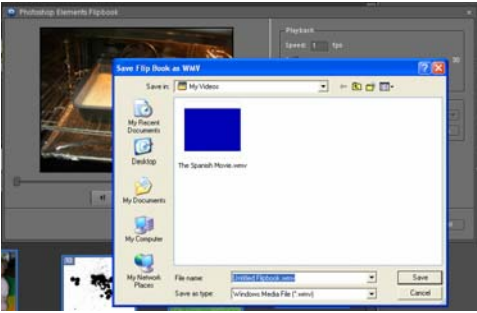 Photoshop Elements Flipbook
Playback
Speed: 1 fps
Save Flip Book as WMV
Save in:
My Videos
My Recent
Documents
Desktop
My Documents
My Computer
My Network
Places
The Spanish Movie.wmv
File name:
Untitled Flipbook.wmv
Save
Save as type:
Windows Media File (*.wmv)
Cancel